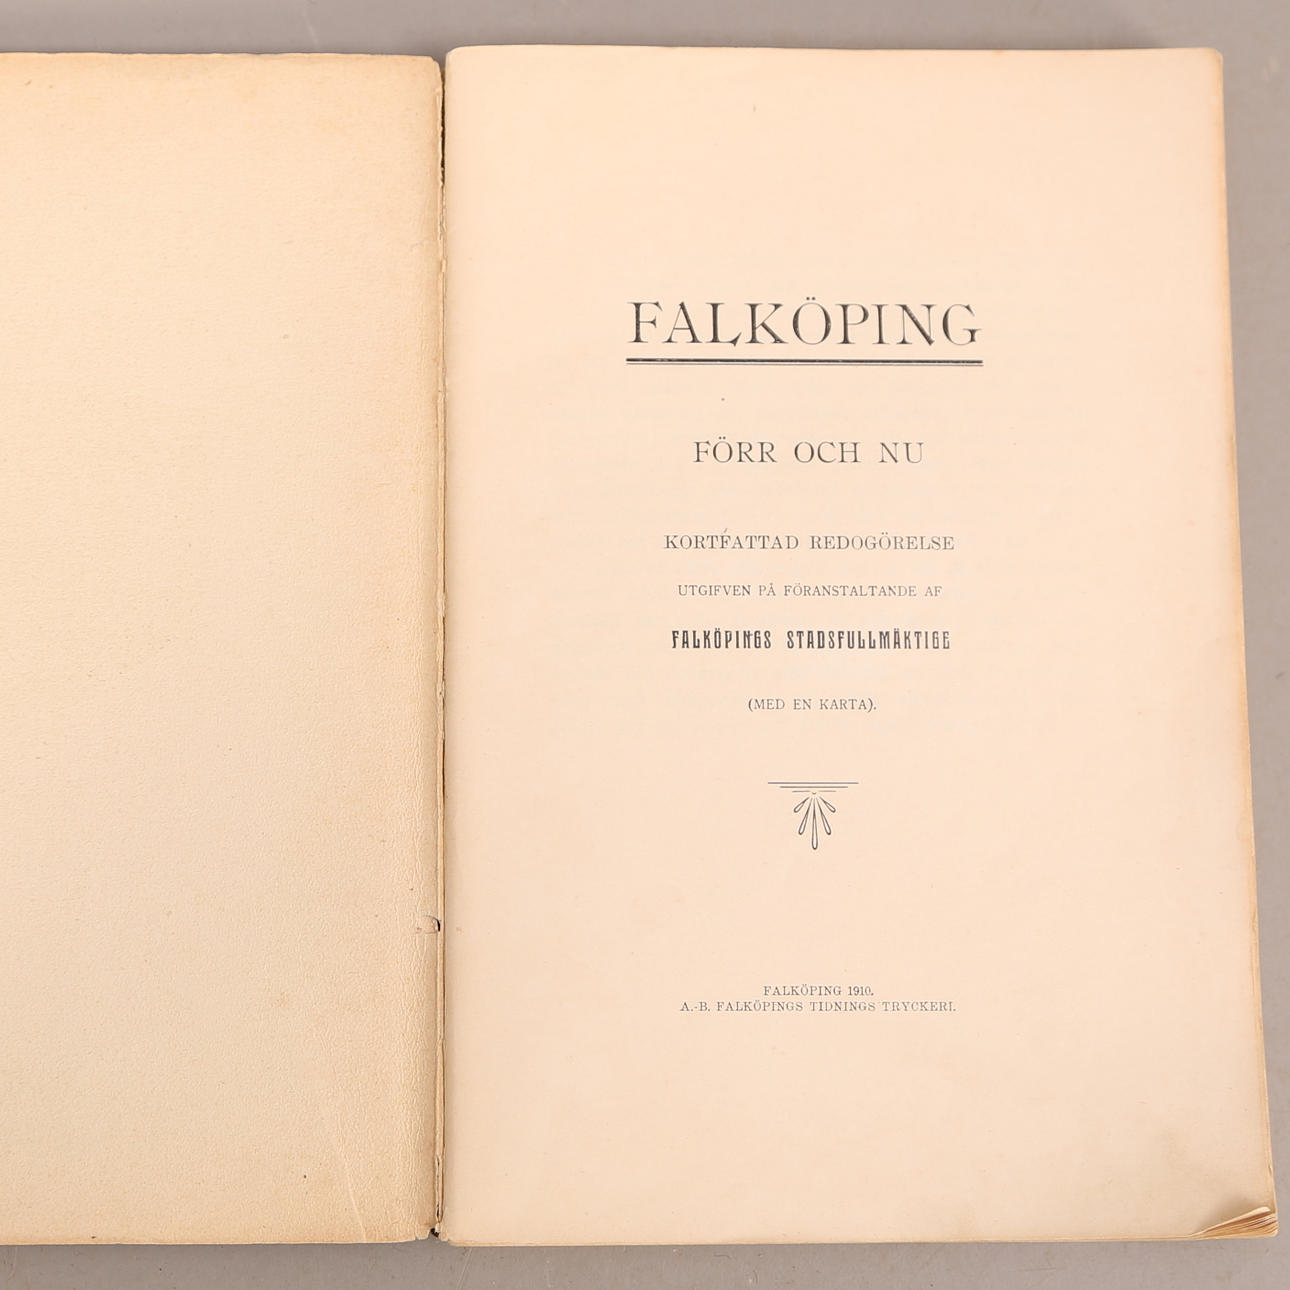 FALKÖPING
FÖRR OCH NU
KORTFATTAD REDOGÖRELSE
UTGIFVEN PÅ FÖRANSTALTANDE AF
FALKÖPINGS STADSFULLMÄKTIGE
(MED EN KARTA).
FALKÖPING 1910.
A.-B. FALKÖPINGS TIDNINGS TRYCKERI.